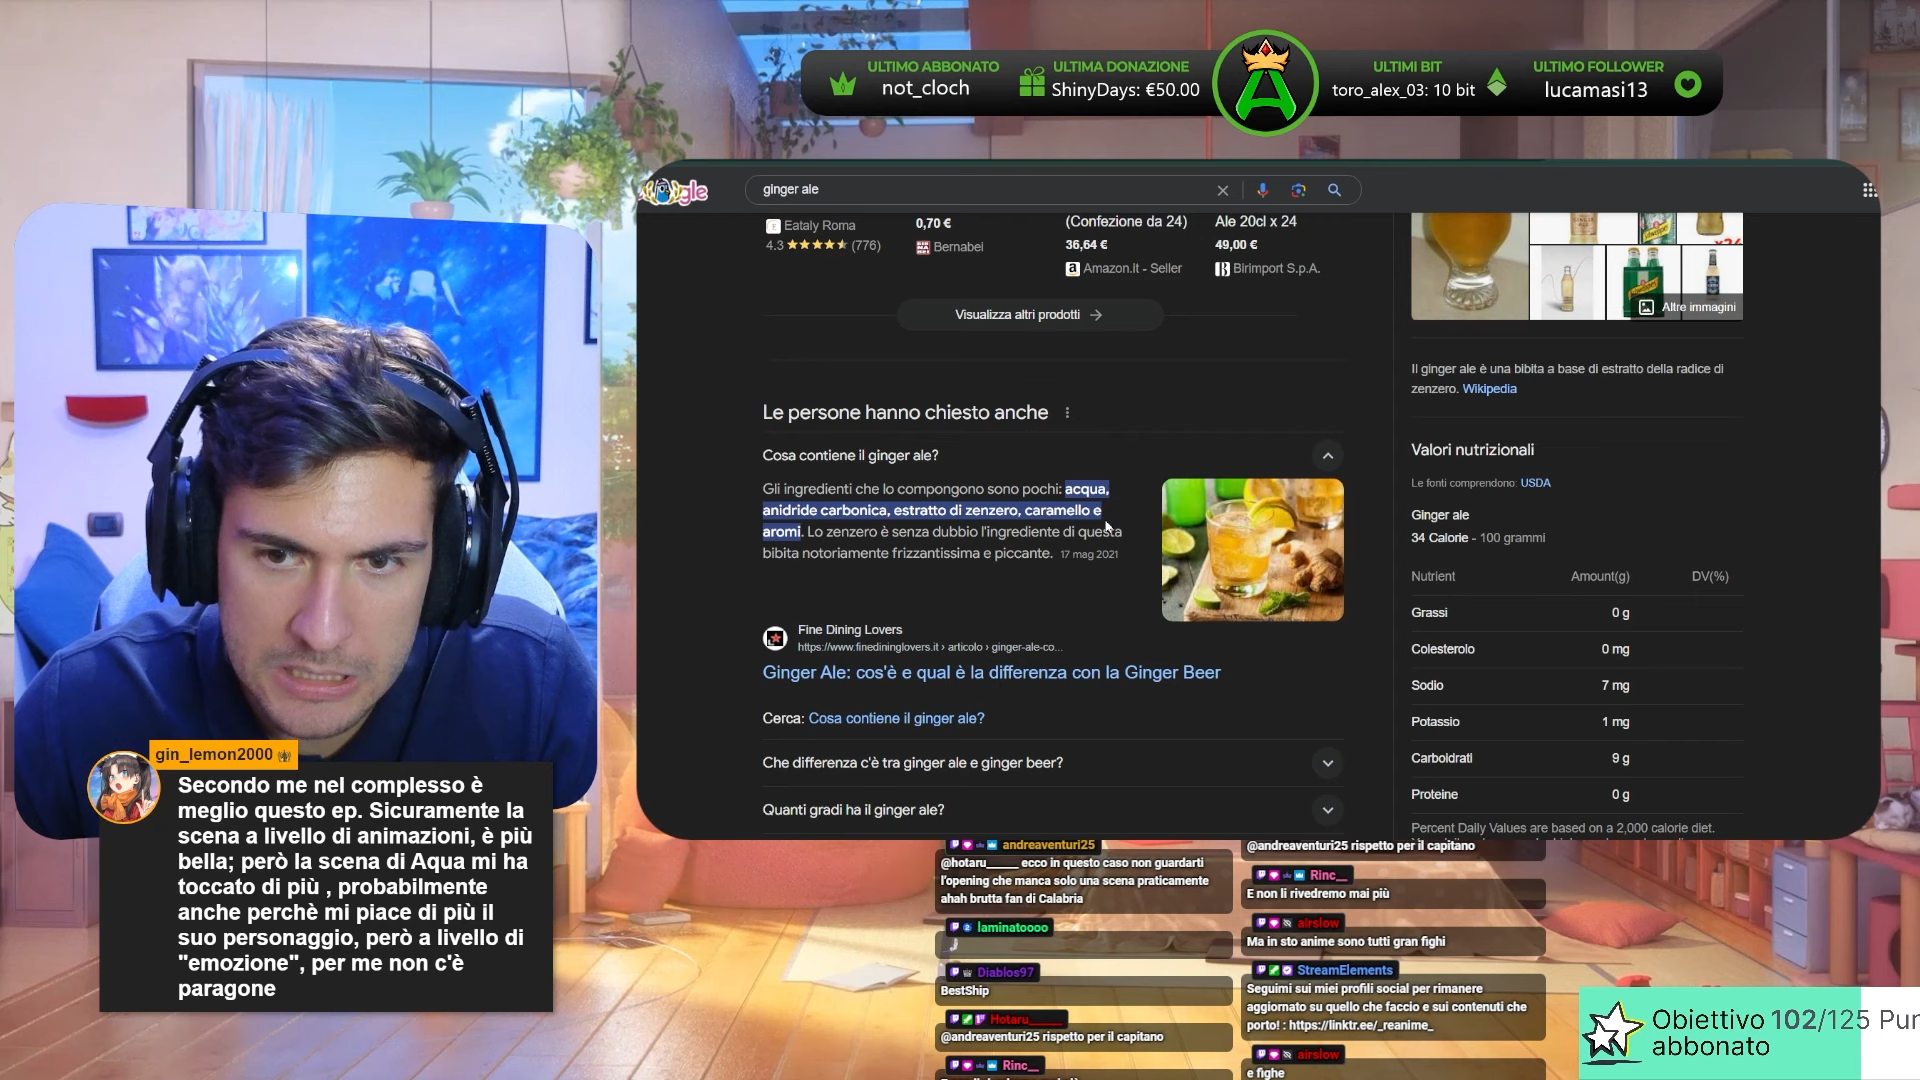 ULTIMO ABBONATO
not_cloch
ULTIMA DONAZIONE
ShinyDays: €50.00
ULTIMI BIT
toro_alex_03: 10 bit
ULTIMO FOLLOWER
lucamasi13
ginger ale
Eataly Roma
4.3 (776)
0,70 €
Bernabei
(Confezione da 24)
36,64 €
Amazon.it - Seller
Ale 20cl x 24
49,00 €
Birimport S.p.A.
Visualizza altri prodotti
Le persone hanno chiesto anche
Cosa contiene il ginger ale?
Gli ingredienti che lo compongono sono pochi: acqua,
anidride carbonica, estratto di zenzero, caramello e
aromi. Lo zenzero è senza dubbio l'ingrediente di questa
bibita notoriamente frizzantissima e piccante. 17 mag 2021
Fine Dining Lovers
https://www.finedininglovers.it › articolo › ginger-ale-co...
Ginger Ale: cos'è e qual è la differenza con la Ginger Beer
Cerca: Cosa contiene il ginger ale?
Che differenza c'è tra ginger ale e ginger beer?
Quanti gradi ha il ginger ale?
Altre immagini
Il ginger ale è una bibita a base di estratto della radice di
zenzero. Wikipedia
Valori nutrizionali
Le fonti comprendono: USDA
Ginger ale
34 Calorie - 100 grammi
Nutrient Amount(g) DV(%)
Grassi 0 g
Colesterolo 0 mg
Sodio 7 mg
Potassio 1 mg
Carboidrati 9 g
Proteine 0 g
Percent Daily Values are based on a 2,000 calorie diet.
gin_lemon2000
Secondo me nel complesso è
meglio questo ep. Sicuramente la
scena a livello di animazioni, è più
bella; però la scena di Aqua mi ha
toccato di più , probabilmente
anche perchè mi piace di più il
suo personaggio, però a livello di
"emozione", per me non c'è
paragone
andreaventuri25
@hotaru_____ ecco in questo caso non guardarti
l'opening che manca solo una scena praticamente
ahah brutta fan di Calabria
laminatoooo
Diablos97
BestShip
Hotaru_____
@andreaventuri25 rispetto per il capitano
Rinc__
@andreaventuri25 rispetto per il capitano
Rinc__
E non li rivedremo mai più
airslow
Ma in sto anime sono tutti gran fighi
StreamElements
Seguimi sui miei profili social per rimanere
aggiornato su quello che faccio e sui contenuti che
porto! : https://linktr.ee/_reanime_
airslow
e fighe
Obiettivo 102/125 Pun
abbonato